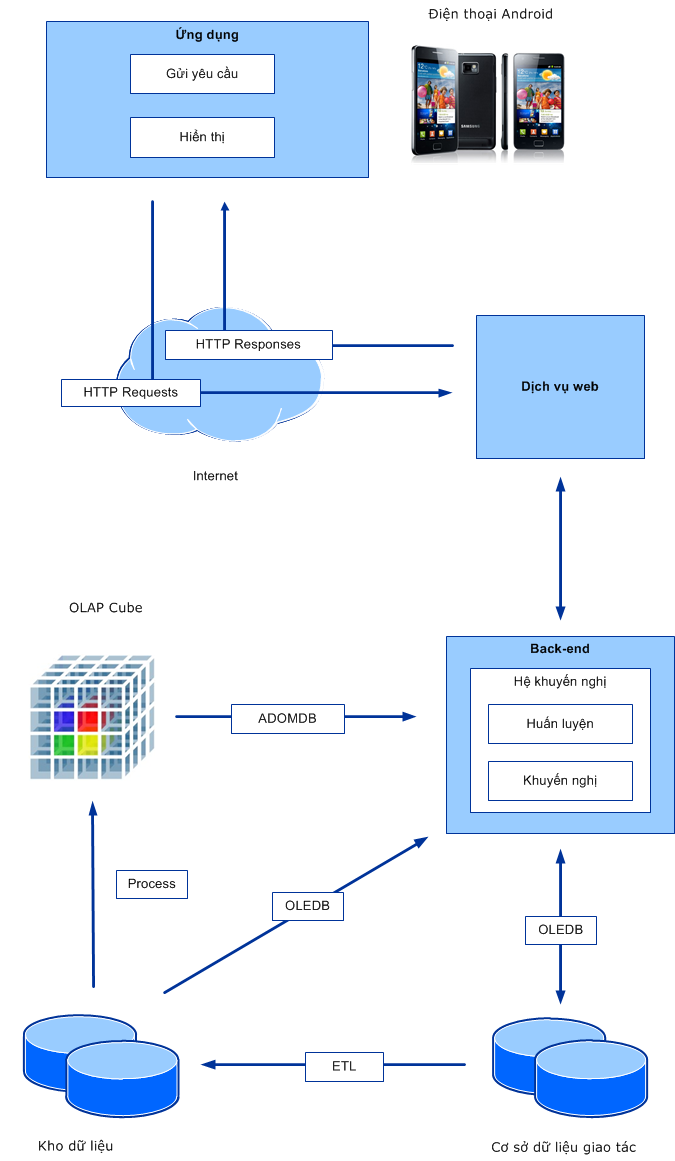 Điện thoại Android
Ứng dụng
Gửi yêu cầu
Hiển thị
SAMSUNG
HTTP Responses
HTTP Requests
Dịch vụ web
Internet
OLAP Cube
Back-end
Hệ khuyến nghị
Huấn luyện
Khuyến nghị
ADOMDB
Process
OLEDB
OLEDB
ETL
Kho dữ liệu
Cơ sở dữ liệu giao tác